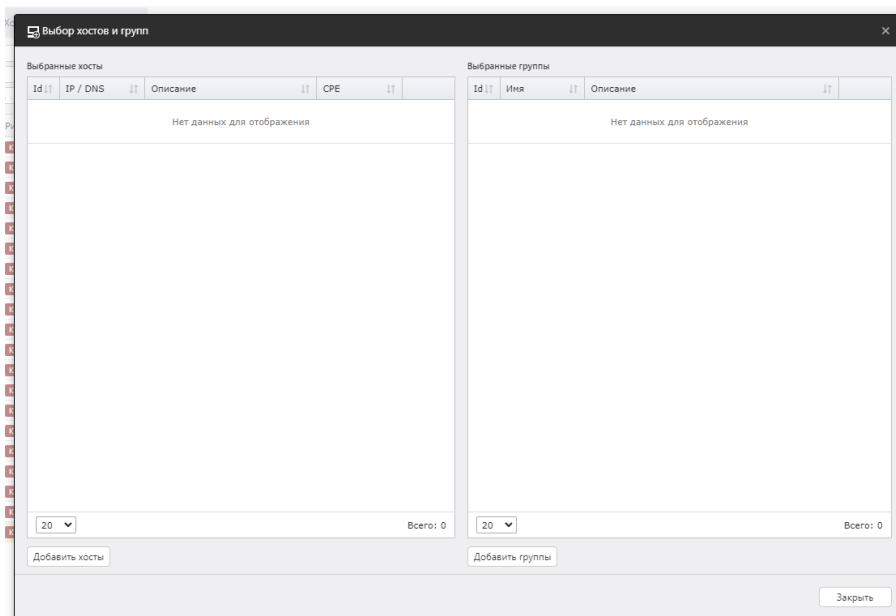 Выбор хостов и групп
Выбранные хосты
Id IP / DNS Описание CPE
Нет данных для отображения
20
Всего: 0
Добавить хосты
Выбранные группы
Id Имя Описание
Нет данных для отображения
20
Всего: 0
Добавить группы
Закрыть